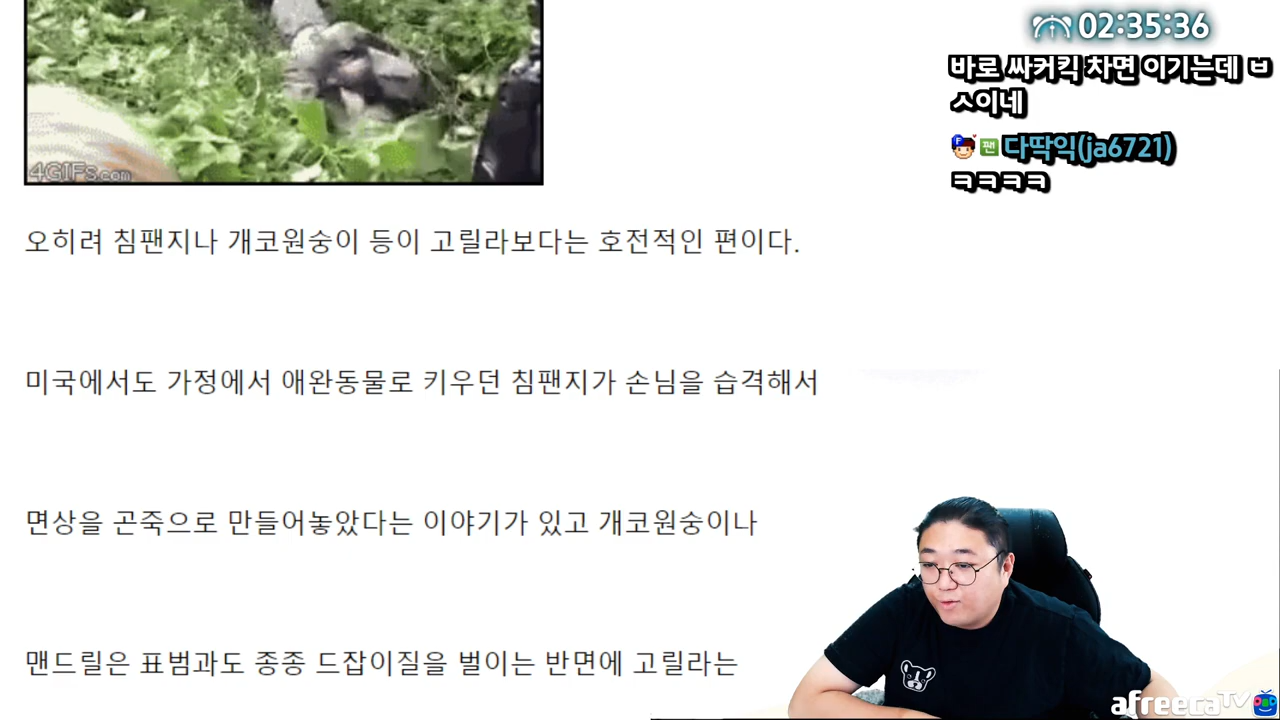 02:35:36
바로 싸커킥 차면 이기는데 ㅂ
ㅅ이네
팬 다딱익(ja6721)
ㅋㅋㅋㅋ
4GIFs.com
오히려 침팬지나 개코원숭이 등이 고릴라보다는 호전적인 편이다.
미국에서도 가정에서 애완동물로 키우던 침팬지가 손님을 습격해서
면상을 곤죽으로 만들어놓았다는 이야기가 있고 개코원숭이나
맨드릴은 표범과도 종종 드잡이질을 벌이는 반면에 고릴라는
afreecaTV